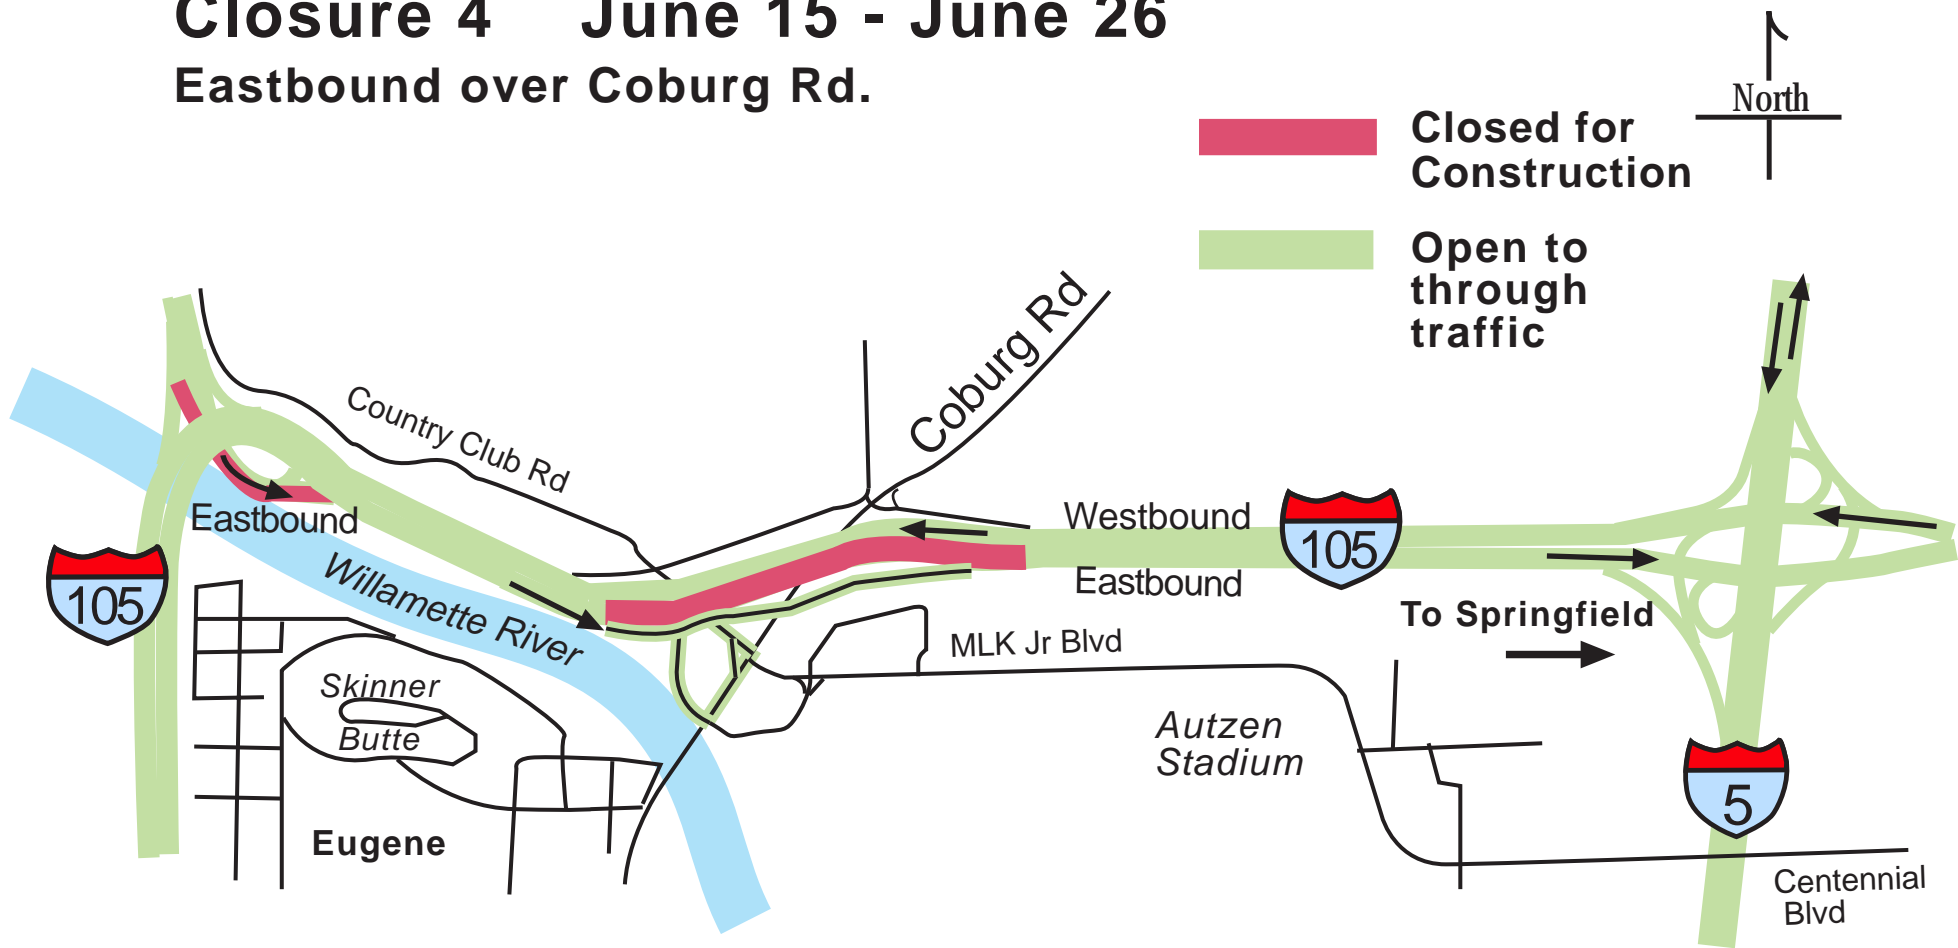 Closure 4 June 15 - June 26
Eastbound over Coburg Rd.
North
Closed for
Construction
Open to
through
traffic
Coburg Rd
Country Club Rd
Westbound
105
Eastbound
Eastbound
105
Willamette River
To Springfield
MLK Jr Blvd
Skinner
Butte
Autzen
Stadium
5
Eugene
Centennial
Blvd